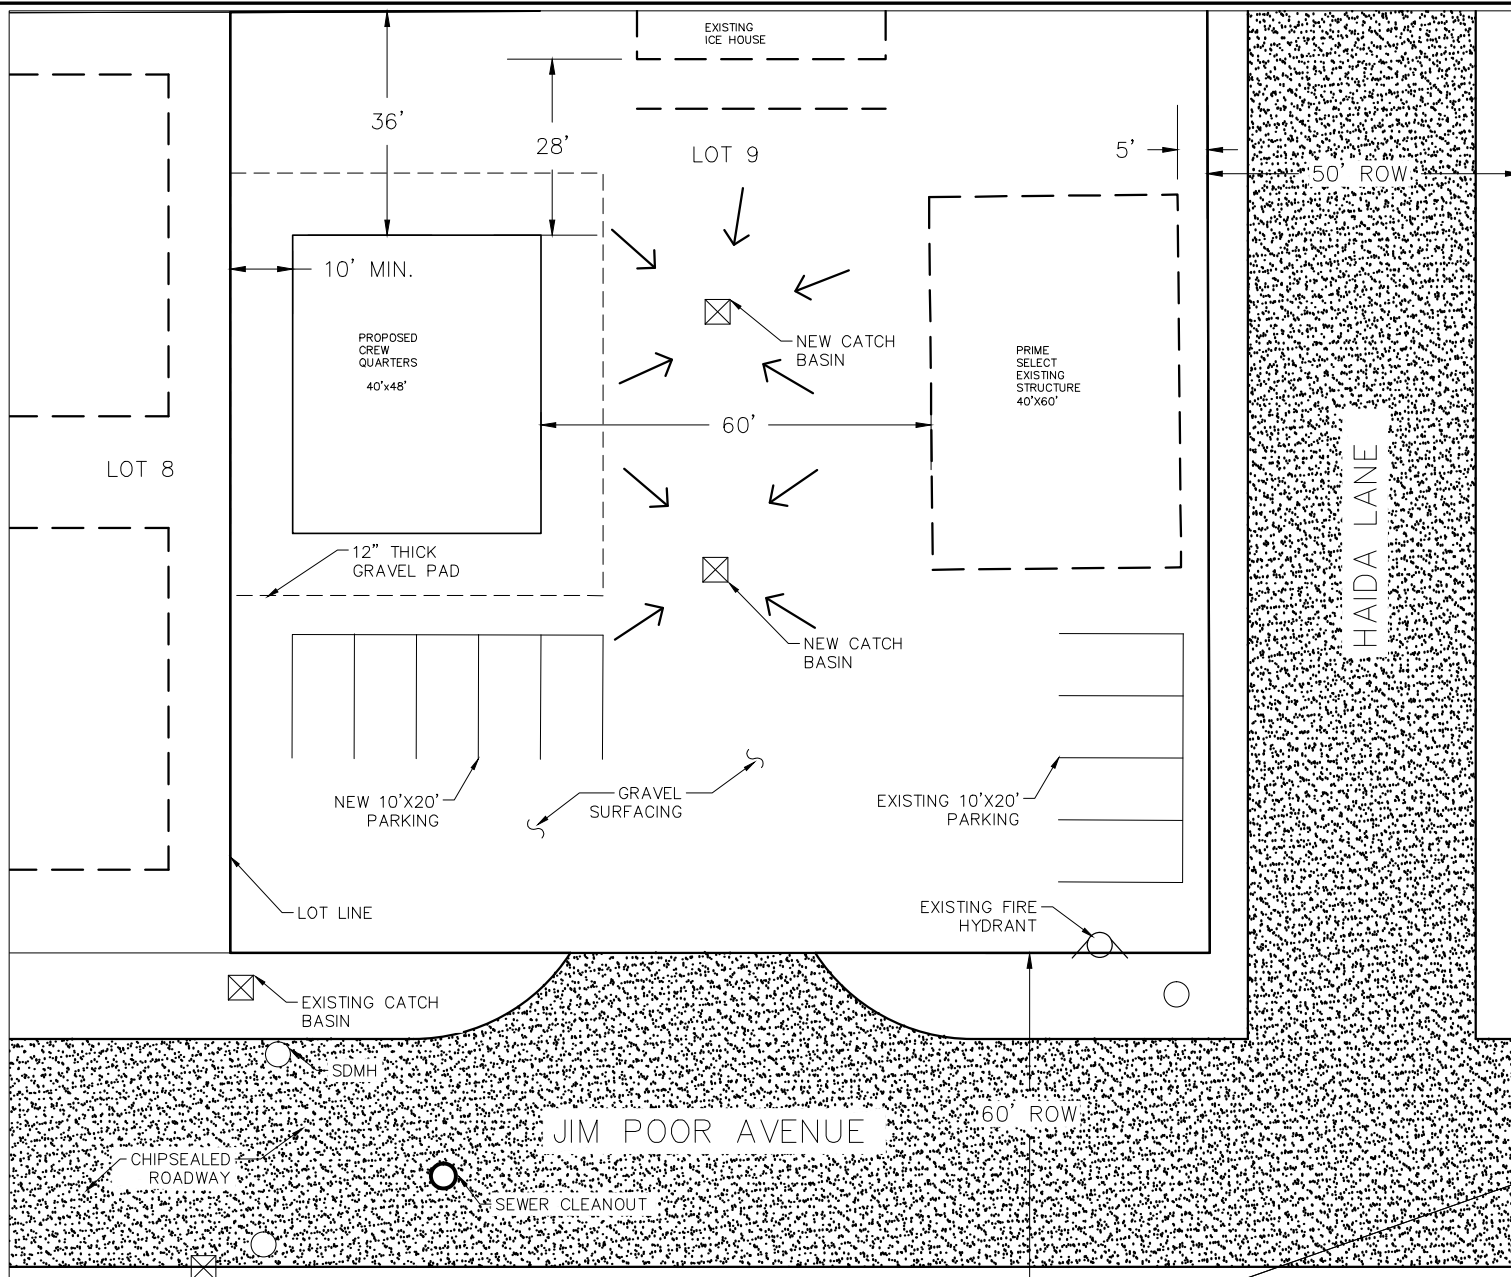 EXISTING
ICE HOUSE
36'
28'
LOT 9
5'
50' ROW
10' MIN.
PROPOSED
CREW
QUARTERS
40'x48'
NEW CATCH
BASIN
PRIME
SELECT
EXISTING
STRUCTURE
40'X60'
60'
LOT 8
HAIDA LANE
12" THICK
GRAVEL PAD
NEW CATCH
BASIN
NEW 10'X20'
PARKING
GRAVEL
SURFACING
EXISTING 10'X20'
PARKING
LOT LINE
EXISTING FIRE
HYDRANT
EXISTING CATCH
BASIN
SDMH
60' ROW
JIM POOR AVENUE
CHIPSEALED
ROADWAY
SEWER CLEANOUT